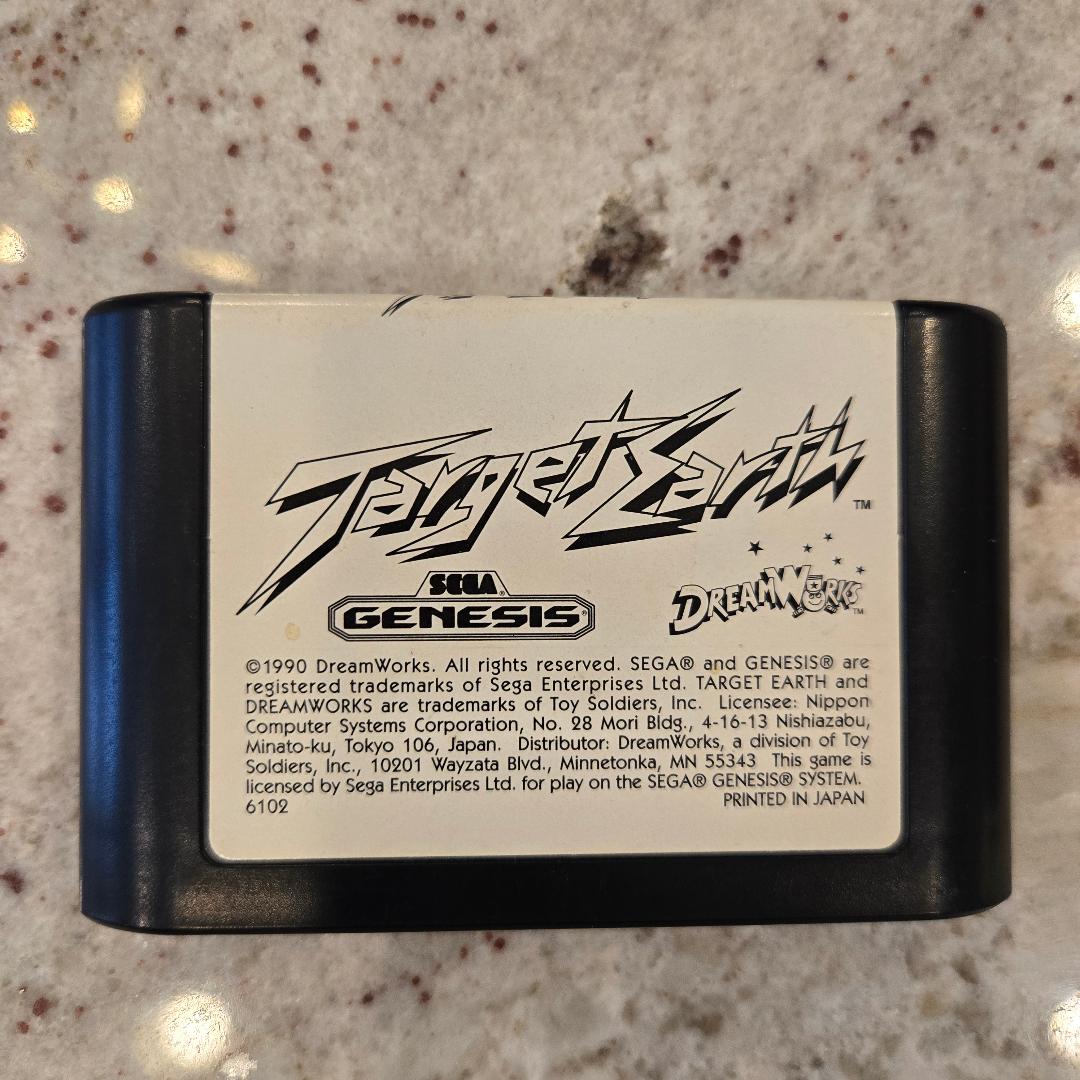 Target Earth™
SEGA®
GENESIS®
DREAMWORKS™
©1990 DreamWorks. All rights reserved. SEGA® and GENESIS® are
registered trademarks of Sega Enterprises Ltd. TARGET EARTH and
DREAMWORKS are trademarks of Toy Soldiers, Inc. Licensee: Nippon
Computer Systems Corporation, No. 28 Mori Bldg., 4-16-13 Nishiazabu,
Minato-ku, Tokyo 106, Japan. Distributor: DreamWorks, a division of Toy
Soldiers, Inc., 10201 Wayzata Blvd., Minnetonka, MN 55343 This game is
licensed by Sega Enterprises Ltd. for play on the SEGA® GENESIS® SYSTEM.
6102 PRINTED IN JAPAN